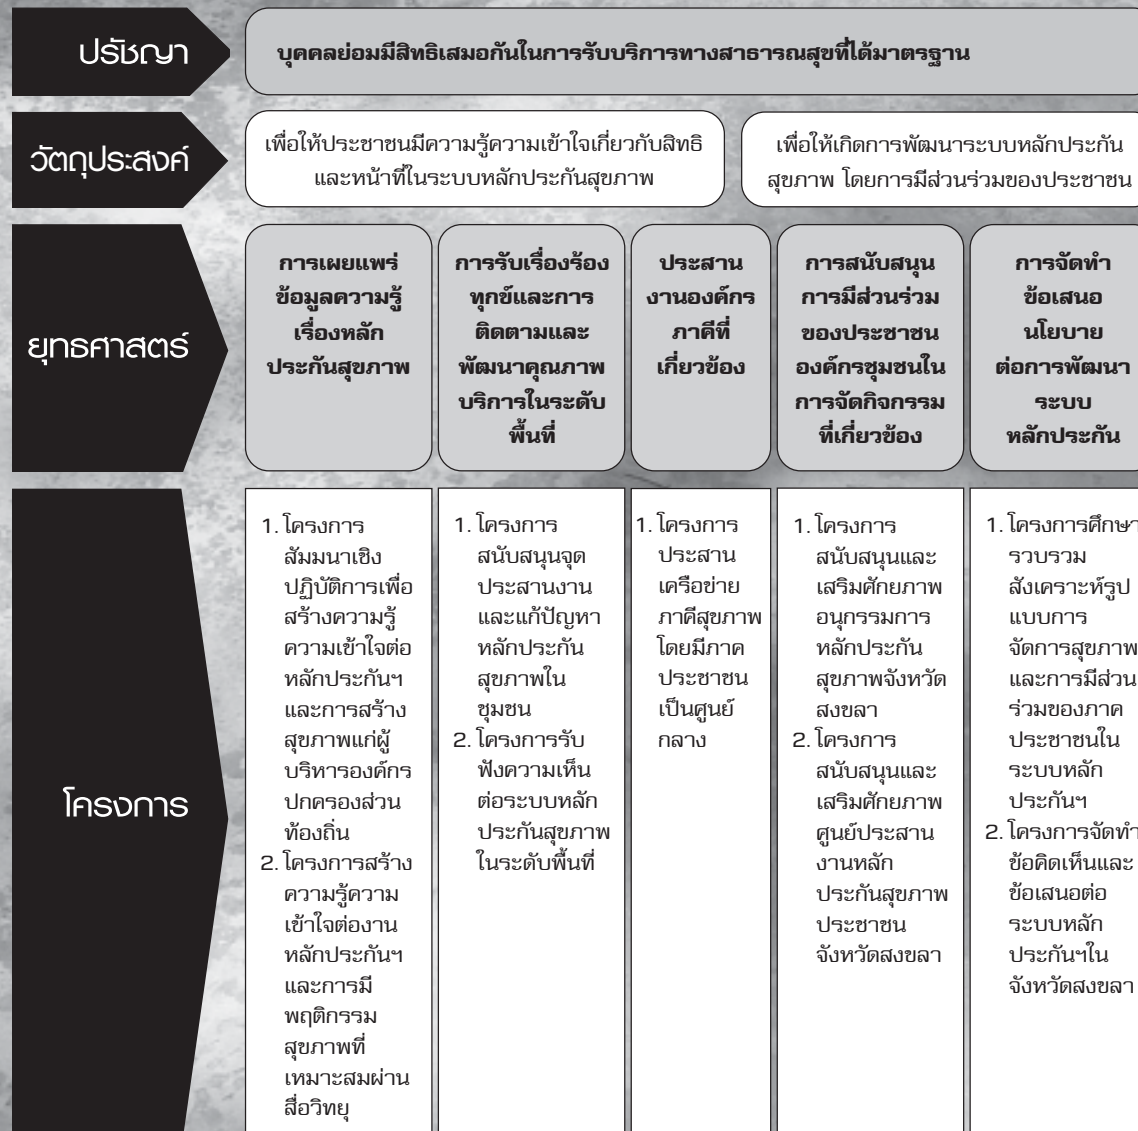 ปรัชญา
บุคคลย่อมมีสิทธิเสมอกันในการรับบริการทางสาธารณสุขที่ได้มาตรฐาน
วัตถุประสงค์
เพื่อให้ประชาชนมีความรู้ความเข้าใจเกี่ยวกับสิทธิ
และหน้าที่ในระบบหลักประกันสุขภาพ
เพื่อให้เกิดการพัฒนาระบบหลักประกัน
สุขภาพ โดยการมีส่วนร่วมของประชาชน
ยุทธศาสตร์
การเผยแพร่
ข้อมูลความรู้
เรื่องหลัก
ประกันสุขภาพ
การรับเรื่องร้อง
ทุกข์และการ
ติดตามและ
พัฒนาคุณภาพ
บริการในระดับ
พื้นที่
ประสาน
งานองค์กร
ภาคีที่
เกี่ยวข้อง
การสนับสนุน
การมีส่วนร่วม
ของประชาชน
องค์กรชุมชนใน
การจัดกิจกรรม
ที่เกี่ยวข้อง
การจัดทำ
ข้อเสนอ
นโยบาย
ต่อการพัฒนา
ระบบ
หลักประกัน
โครงการ
1. โครงการ
สัมมนาเชิง
ปฏิบัติการเพื่อ
สร้างความรู้
ความเข้าใจต่อ
หลักประกันฯ
และการสร้าง
สุขภาพแก่ผู้
บริหารองค์กร
ปกครองส่วน
ท้องถิ่น
2. โครงการสร้าง
ความรู้ความ
เข้าใจต่องาน
หลักประกันฯ
และการมี
พฤติกรรม
สุขภาพที่
เหมาะสมผ่าน
สื่อวิทยุ
1. โครงการ
สนับสนุนจุด
ประสานงาน
และแก้ปัญหา
หลักประกัน
สุขภาพใน
ชุมชน
2. โครงการรับ
ฟังความเห็น
ต่อระบบหลัก
ประกันสุขภาพ
ในระดับพื้นที่
1. โครงการ
ประสาน
เครือข่าย
ภาคีสุขภาพ
โดยมีภาค
ประชาชน
เป็นศูนย์
กลาง
1. โครงการ
สนับสนุนและ
เสริมศักยภาพ
อนุกรรมการ
หลักประกัน
สุขภาพจังหวัด
สงขลา
2. โครงการ
สนับสนุนและ
เสริมศักยภาพ
ศูนย์ประสาน
งานหลัก
ประกันสุขภาพ
ประชาชน
จังหวัดสงขลา
1. โครงการศึกษา
รวบรวม
สังเคราะห์รูป
แบบการ
จัดการสุขภาพ
และการมีส่วน
ร่วมของภาค
ประชาชนใน
ระบบหลัก
ประกันฯ
2. โครงการจัดทำ
ข้อคิดเห็นและ
ข้อเสนอต่อ
ระบบหลัก
ประกันฯใน
จังหวัดสงขลา